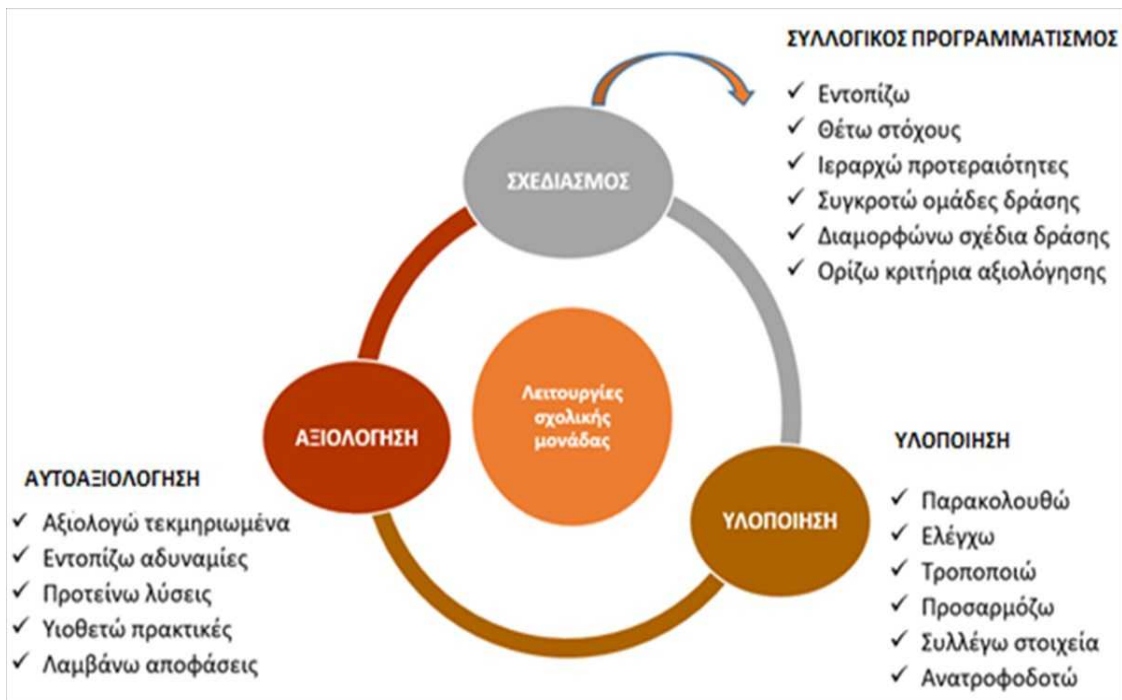 ΣΥΛΛΟΓΙΚΟΣ ΠΡΟΓΡΑΜΜΑΤΙΣΜΟΣ
✓ Εντοπίζω
✓ Θέτω στόχους
✓ Ιεραρχώ προτεραιότητες
✓ Συγκροτώ ομάδες δράσης
✓ Διαμορφώνω σχέδια δράσης
✓ Ορίζω κριτήρια αξιολόγησης
ΣΧΕΔΙΑΣΜΟΣ
Λειτουργίες
σχολικής
μονάδας
ΑΞΙΟΛΟΓΗΣΗ
ΥΛΟΠΟΙΗΣΗ
ΥΛΟΠΟΙΗΣΗ
✓ Παρακολουθώ
✓ Ελέγχω
✓ Τροποποιώ
✓ Προσαρμόζω
✓ Συλλέγω στοιχεία
✓ Ανατροφοδοτώ
ΑΥΤΟΑΞΙΟΛΟΓΗΣΗ
✓ Αξιολογώ τεκμηριωμένα
✓ Εντοπίζω αδυναμίες
✓ Προτείνω λύσεις
✓ Υιοθετώ πρακτικές
✓ Λαμβάνω αποφάσεις